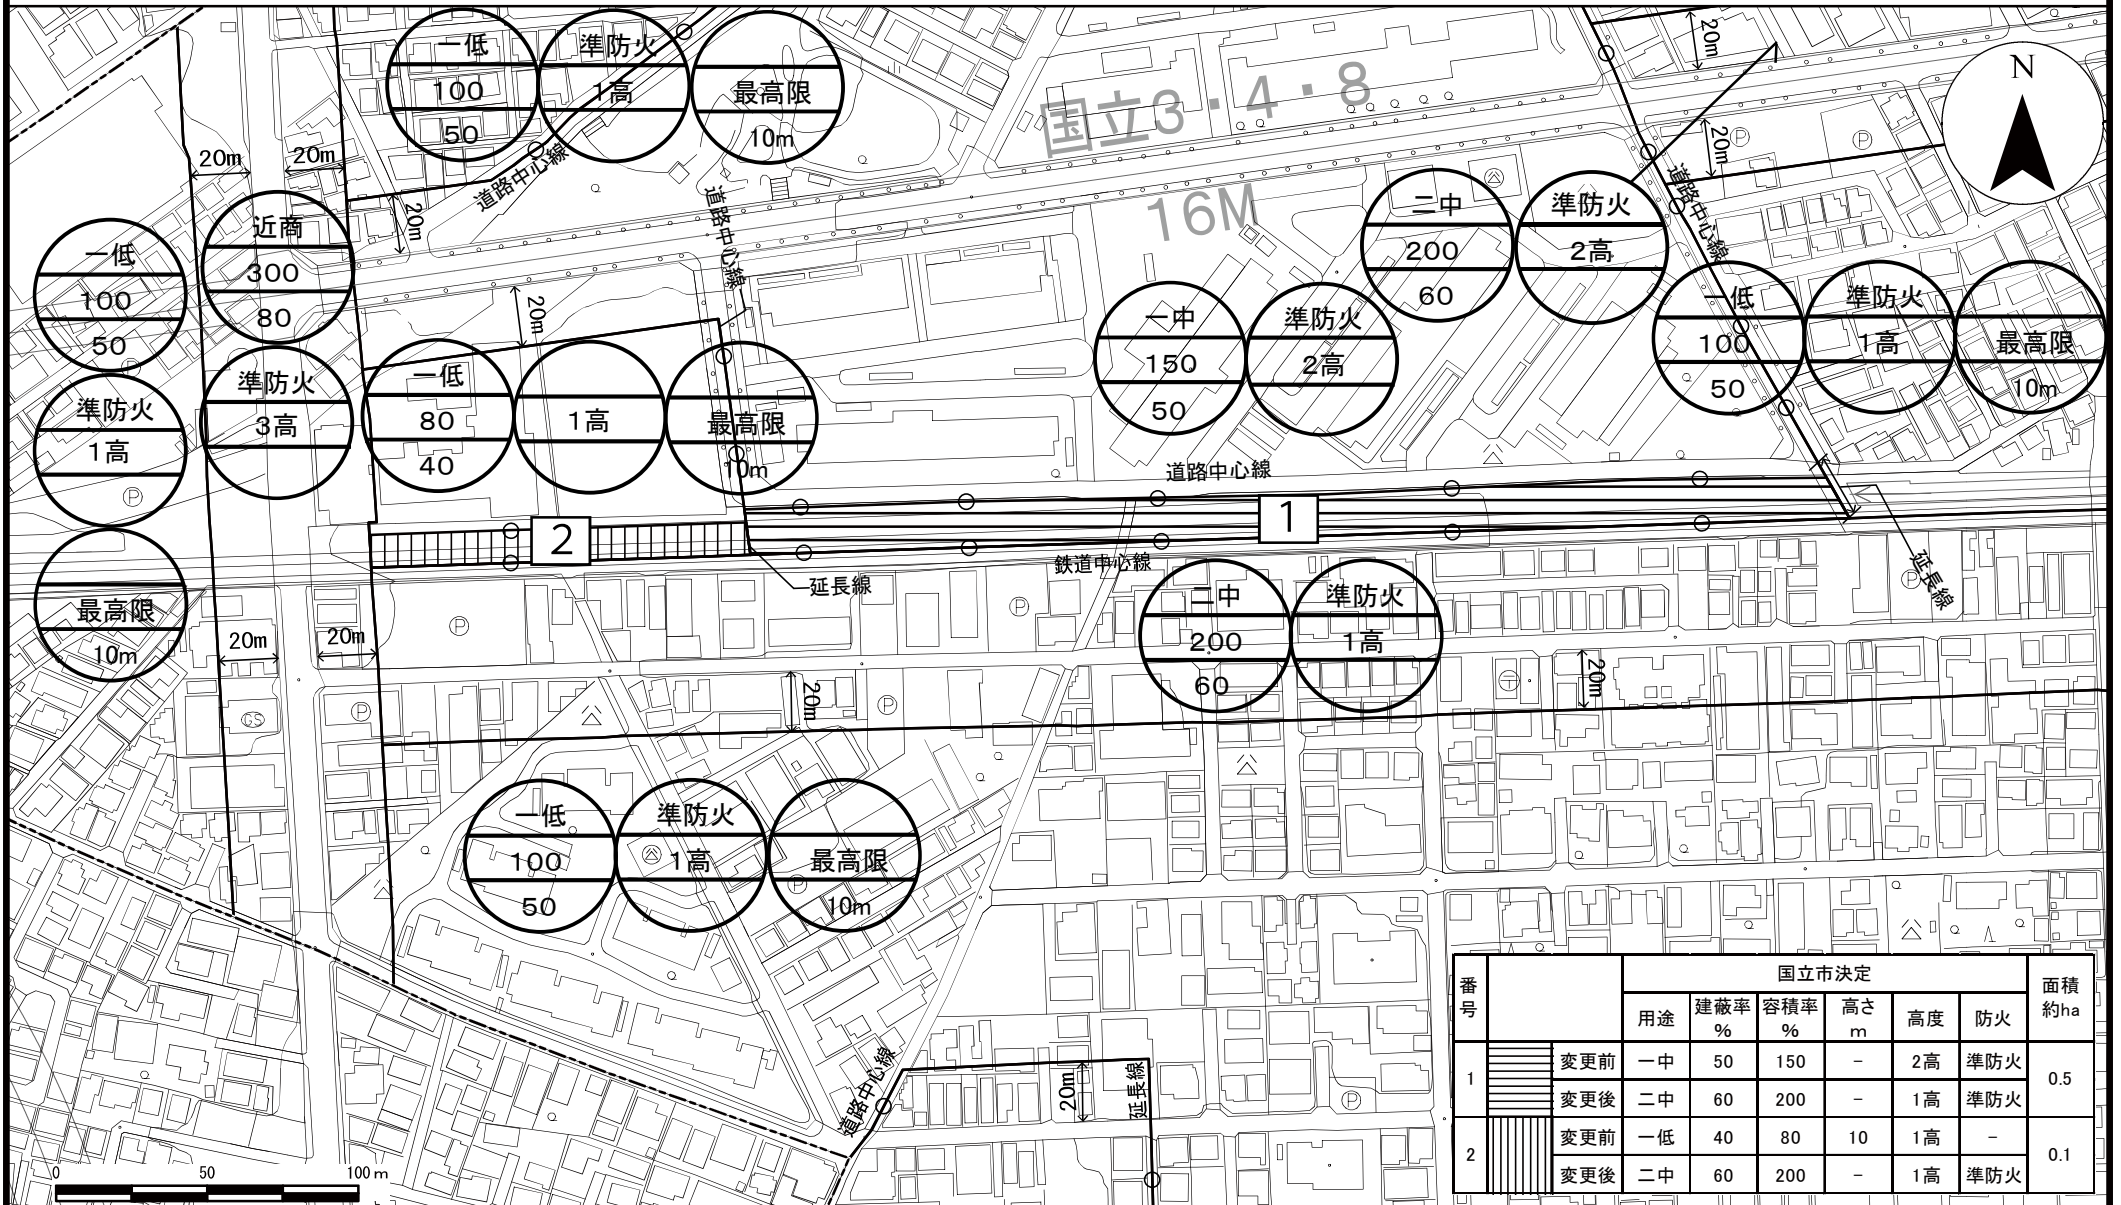 一低
100
50
準防火
1高
最高限
10m
国立3・4・8
16M
20m
20m
N
20m
20m
道路中心線
20m
道路中心線
道路中心線
一低
100
50
近商
300
80
二中
200
60
準防火
2高
20m
一中
150
50
準防火
2高
一低
100
50
準防火
1高
最高限
10m
準防火
1高
準防火
3高
一低
80
40
1高
最高限
10m
P
P
P
道路中心線
1
2
鉄道中心線
延長線
延長線
最高限
10m
二中
200
60
準防火
1高
P
P
P
20m
20m
20m
20m
GS
P
P
一低
100
50
準防火
1高
最高限
10m
P
道路中心線
20m
延長線
P
0 50 100m
番号 国立市決定 面積約ha
用途 建蔽率% 容積率% 高さm 高度 防火
1 変更前 一中 50 150 - 2高 準防火 0.5
変更後 二中 60 200 - 1高 準防火
2 変更前 一低 40 80 10 1高 - 0.1
変更後 二中 60 200 - 1高 準防火